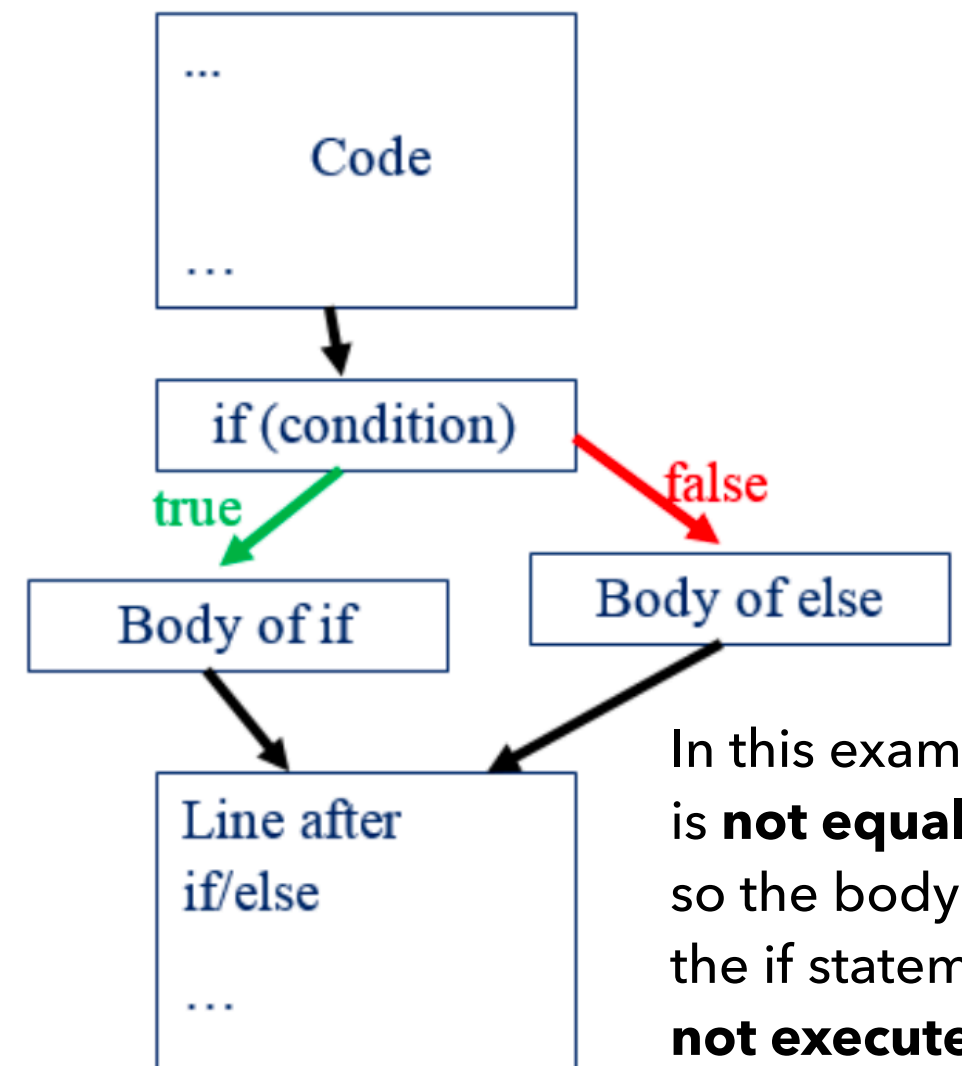 ...
Code
...
if (condition)
true
false
Body of if
Body of else
Line after
if/else
...
In this exam
is not equal
so the body
the if statem
not execute